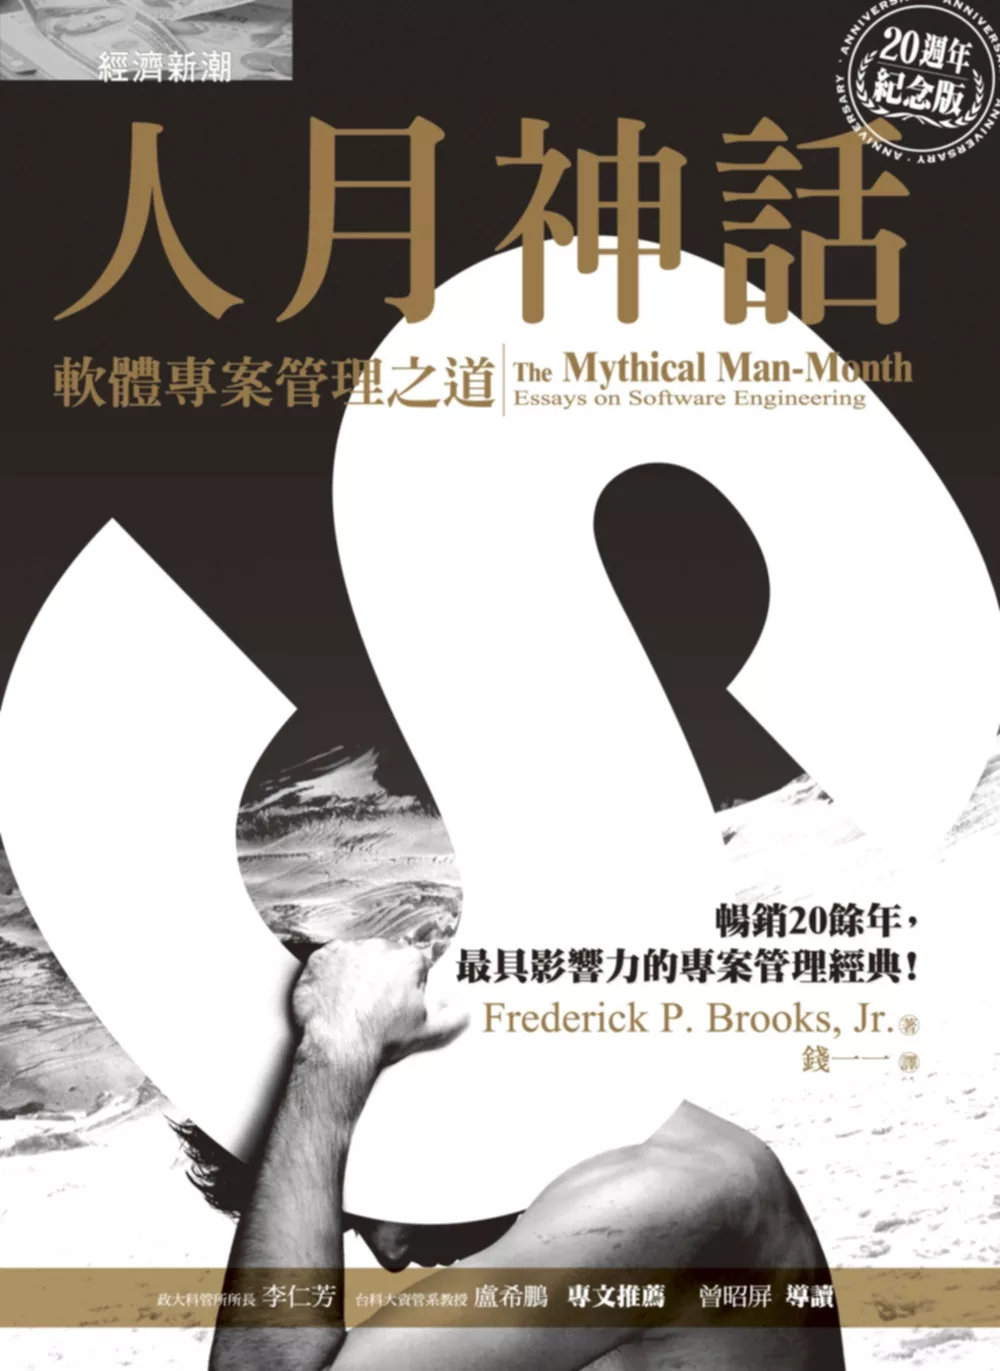 經濟新潮
ANNIVERSARY · ANNIVERSARY · ANNIVERSARY · ANNIVERSARY
20週年
紀念版
人月神話
軟體專案管理之道
The Mythical Man-Month
Essays on Software Engineering
暢銷20餘年，
最具影響力的專案管理經典！
Frederick P. Brooks, Jr. 著
錢一一 譯
政大科管所所長 李仁芳 台科大資管系教授 盧希鵬 專文推薦 曾昭屏 導讀